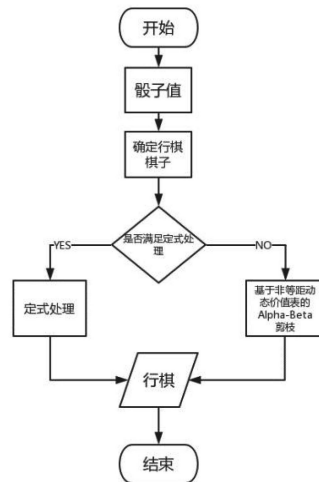 开始
骰子值
确定行棋
棋子
是否满足定式处
理
YES
NO
定式处理
基于非等距动
态价值表的
Alpha-Beta
剪枝
行棋
结束